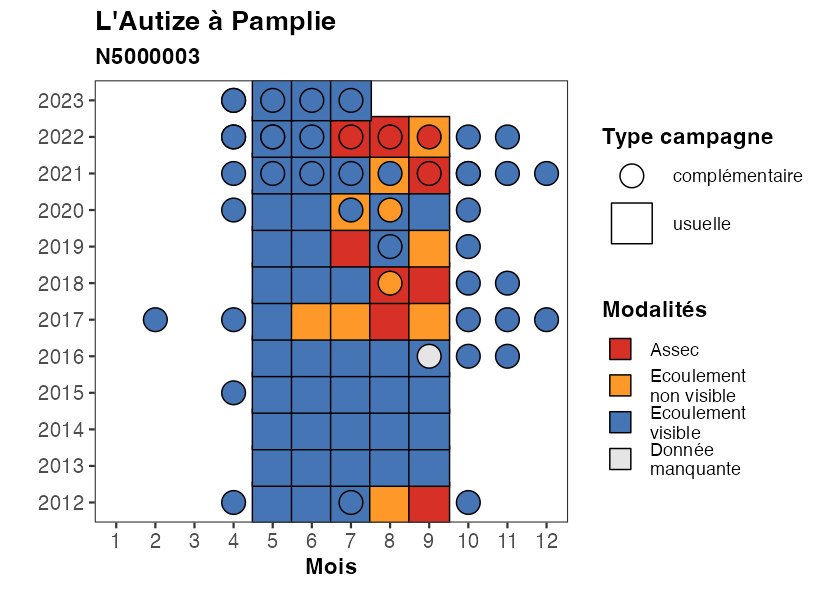 L'Autize à Pamplie
N5000003
2023
2022
2021
2020
2019
2018
2017
2016
2015
2014
2013
2012
1 2 3 4 5 6 7 8 9 10 11 12
Mois
Type campagne
complémentaire
usuelle
Modalités
Assec
Ecoulement
non visible
Ecoulement
visible
Donnée
manquante